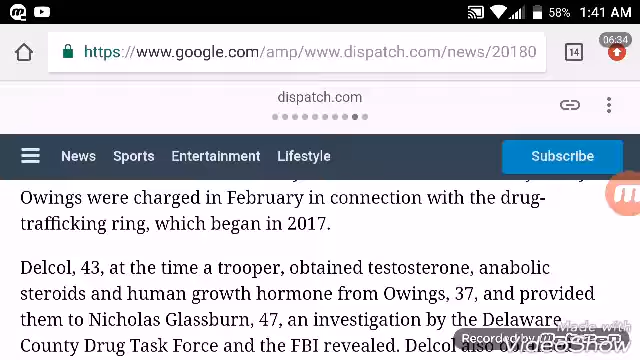 58% 1:41 AM
https://www.google.com/amp/www.dispatch.com/news/20180
14
06:34
dispatch.com
News Sports Entertainment Lifestyle Subscribe
Owings were charged in February in connection with the drug-
trafficking ring, which began in 2017.
Delcol, 43, at the time a trooper, obtained testosterone, anabolic
steroids and human growth hormone from Owings, 37, and provided
them to Nicholas Glassburn, 47, an investigation by the Delaware
County Drug Task Force and the FBI revealed. Delcol also
Made with
Recorded by
VideoShow